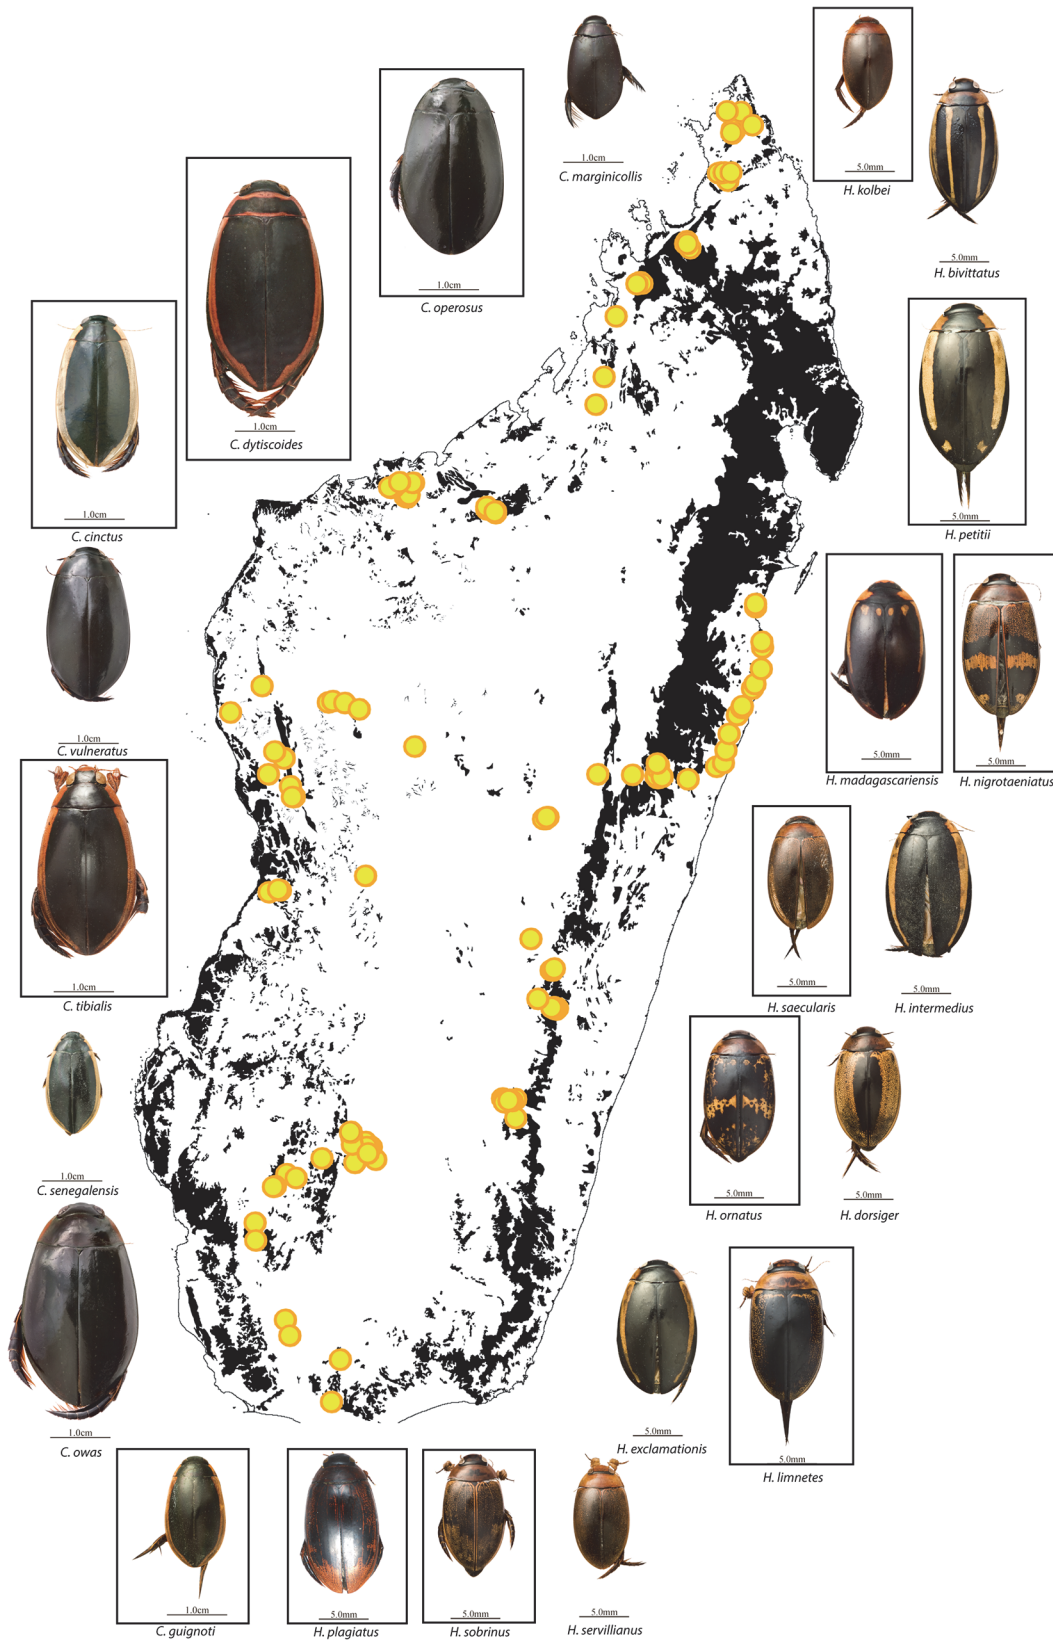 1.0cm
C. marginicollis
5.0mm
H. kolbei
5.0mm
H. bivittatus
1.0cm
C. operosus
1.0cm
C. dytiscoides
1.0cm
C. cinctus
5.0mm
H. petitii
1.0cm
C. vulneratus
5.0mm
H. madagascariensis
5.0mm
H. nigrotaeniatus
1.0cm
C. tibialis
5.0mm
H. saecularis
5.0mm
H. intermedius
1.0cm
C. senegalensis
5.0mm
H. ornatus
5.0mm
H. dorsiger
1.0cm
C. owas
5.0mm
H. exclamationis
5.0mm
H. limnetes
1.0cm
C. guignoti
5.0mm
H. plagiatus
5.0mm
H. sobrinus
5.0mm
H. servillianus